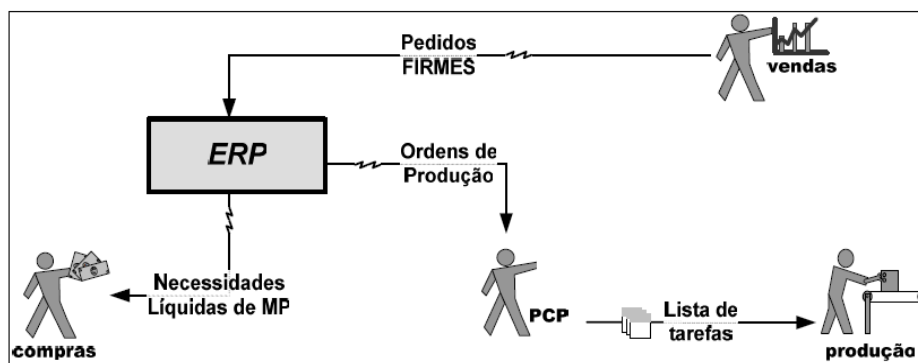 Pedidos
FIRMES
vendas
ERP
Ordens de
Produção
Necessidades
Líquidas de MP
compras
PCP
Lista de
tarefas
produção